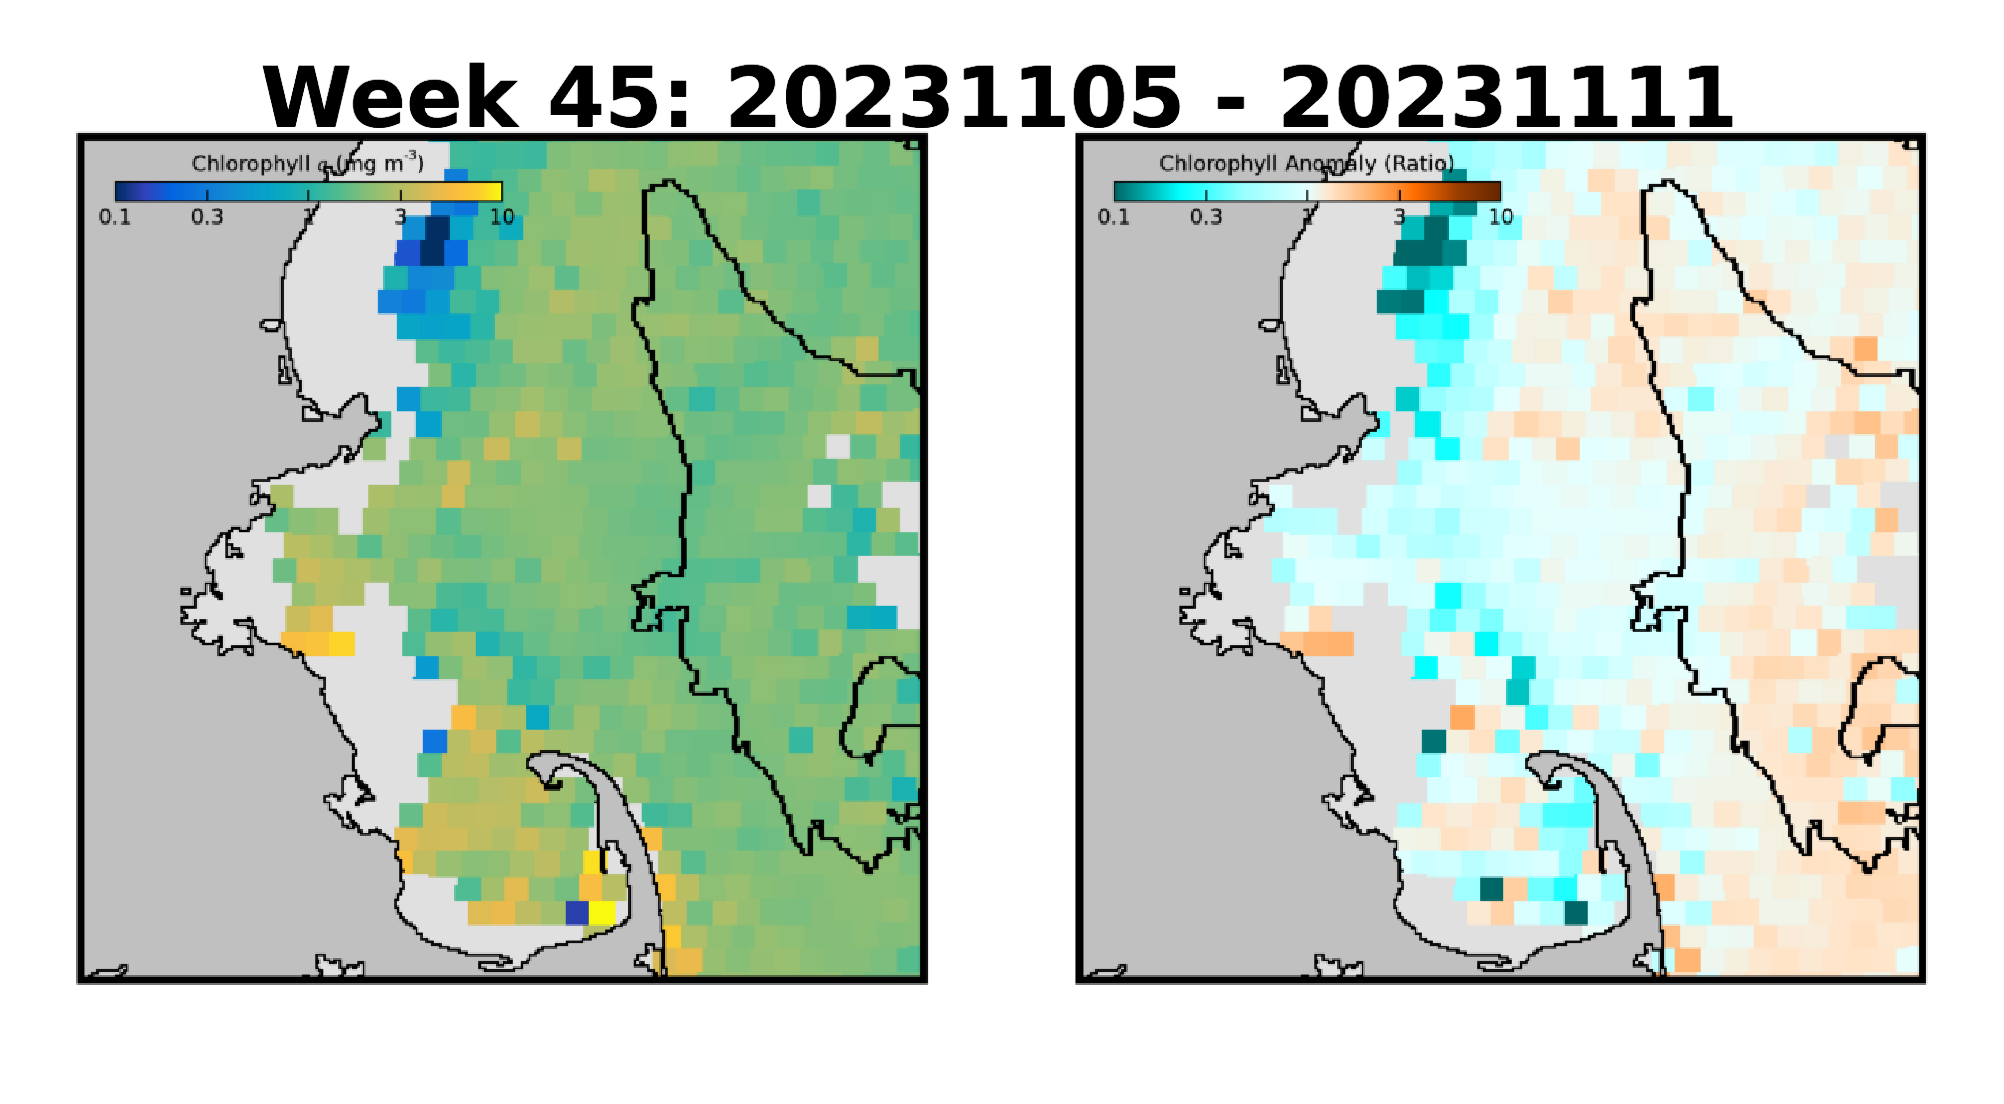 Week 45: 20231105 - 20231111
Chlorophyll a (mg m-3)
0.1 0.3 1 3 10
Chlorophyll Anomaly (Ratio)
0.1 0.3 1 3 10